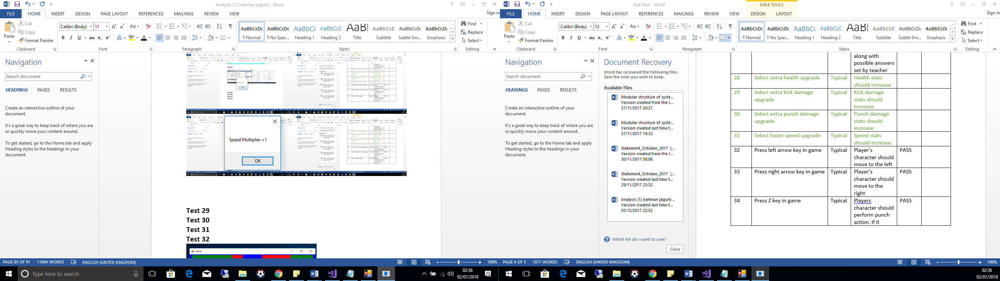 Analysis (1) (rahman jagun) - Word
FILE HOME INSERT DESIGN PAGE LAYOUT REFERENCES MAILINGS REVIEW VIEW
Sign in
Paste
Cut
Copy
Format Painter
Clipboard
Calibri (Body) 11
Font
Paragraph
AaBbCcDc AaBbCcDc AaBbCc AaBbCcD AaBl AaBbCcD AaBbCcDc AaBbCcDc
¶ Normal ¶ No Spac... Heading 1 Heading 2 Title Subtitle Subtle Em... Emphasis
Styles
Find
Replace
Select
Editing
Navigation
Search document
HEADINGS PAGES RESULTS
Create an interactive outline of your
document.
It's a great way to keep track of where you are
or quickly move your content around.
To get started, go to the Home tab and apply
Heading styles to the headings in your
document.
Test 28
Test 29
Test 30
Test 31
Test 32
Speed Multiplier =1
OK
Test 29
Test 30
Test 31
Test 32
Game
PAGE 85 OF 91 11894 WORDS ENGLISH (UNITED KINGDOM)
100%
Type here to search
02:36
02/01/2018
Test Plan - Word
TABLE TOOLS
FILE HOME INSERT DESIGN PAGE LAYOUT REFERENCES MAILINGS REVIEW VIEW DESIGN LAYOUT
Sign in
Paste
Cut
Copy
Format Painter
Clipboard
Calibri (Body) 12
Font
Paragraph
AaBbCcDc AaBbCcDc AaBbCc AaBbCcD AaBl AaBbCcD AaBbCcDc AaBbCcDc
¶ Normal ¶ No Spac... Heading 1 Heading 2 Title Subtitle Subtle Em... Emphasis
Styles
Find
Replace
Select
Editing
Navigation
Search document
HEADINGS PAGES RESULTS
Create an interactive outline of your
document.
It's a great way to keep track of where you are
or quickly move your content around.
To get started, go to the Home tab and apply
Heading styles to the headings in your
document.
Document Recovery
Word has recovered the following files.
Save the ones you wish to keep.
Available Files
Modular structure of syste...
Version created from the l...
27/11/2017 20:21
Modular structure of syste...
Version created last time t...
27/11/2017 19:32
Statement_October_2017 [...
Version created from the l...
30/11/2017 00:06
Statement_October_2017 [...
Version created last time t...
29/11/2017 23:32
Analysis (1) (rahman jagun) ..
Version created last time t...
03/12/2017 22:52
Which file do I want to save?
Close
along with
possible answers
set by teacher
28 Select extra health upgrade Typical Health stats
should increase
29 Select extra kick damage Typical Kick damage
upgrade stats should
increase
30 Select extra punch damage Typical Punch damage
upgrade stats should
increase
31 Select faster speed upgrade Typical Speed stats
should increase
32 Press left arrow key in game Typical Player's PASS
character should
move to the left
33 Press right arrow key in game Typical Player's PASS
character should
move to the
right
34 Press Z key in game Typical Players PASS
character should
perform punch
action. If it
PAGE 4 OF 5 1077 WORDS ENGLISH (UNITED KINGDOM)
100%
02:36
02/01/2018